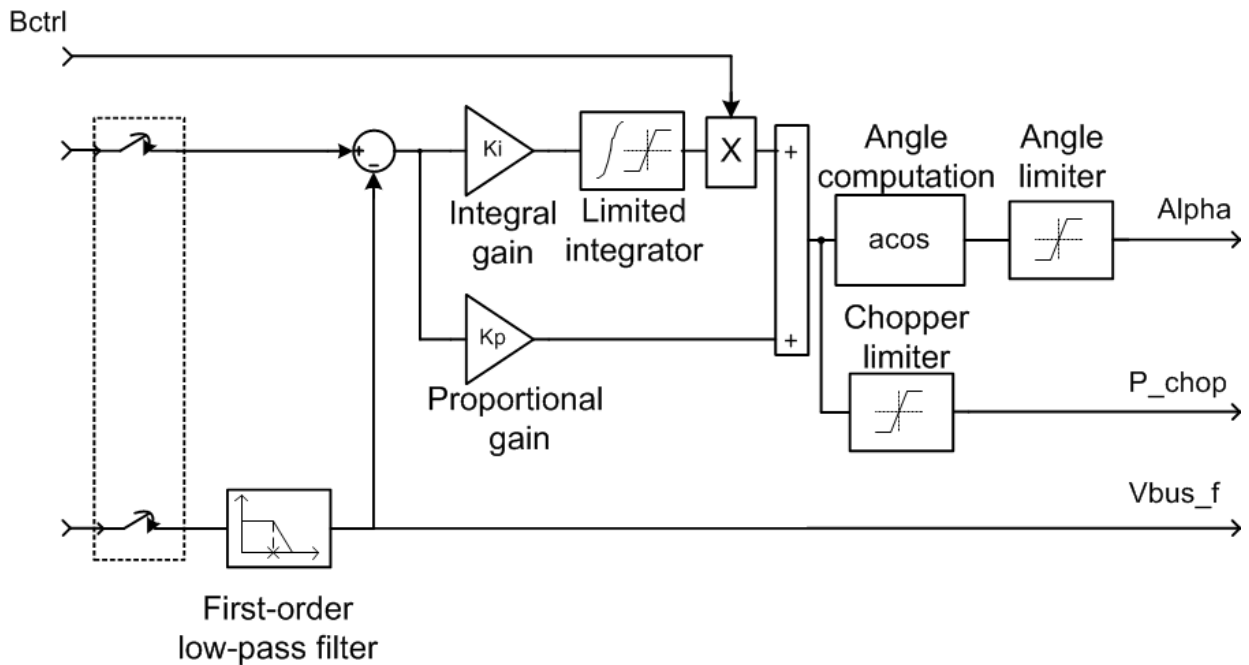 Bctrl
+
-
Ki
Integral
gain
Limited
integrator
X
+
Angle
computation
acos
Angle
limiter
Alpha
Kp
Proportional
gain
+
Chopper
limiter
P_chop
Vbus_f
First-order
low-pass filter